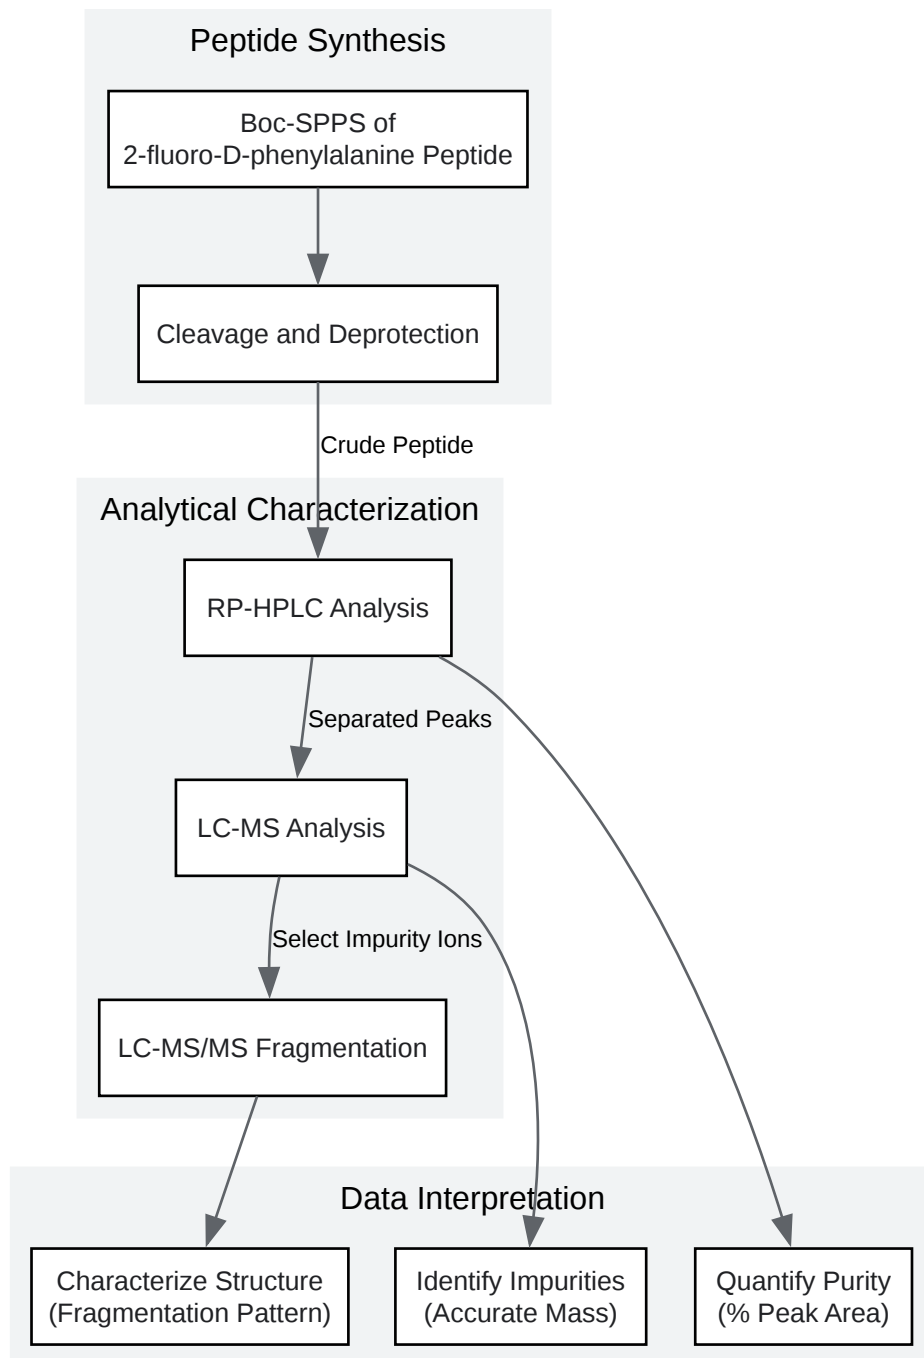 Peptide Synthesis
Boc-SPPS of
2-fluoro-D-phenylalanine Peptide
Cleavage and Deprotection
Crude Peptide
Analytical Characterization
RP-HPLC Analysis
Separated Peaks
LC-MS Analysis
Select Impurity Ions
LC-MS/MS Fragmentation
Data Interpretation
Characterize Structure
(Fragmentation Pattern)
Identify Impurities
(Accurate Mass)
Quantify Purity
(% Peak Area)